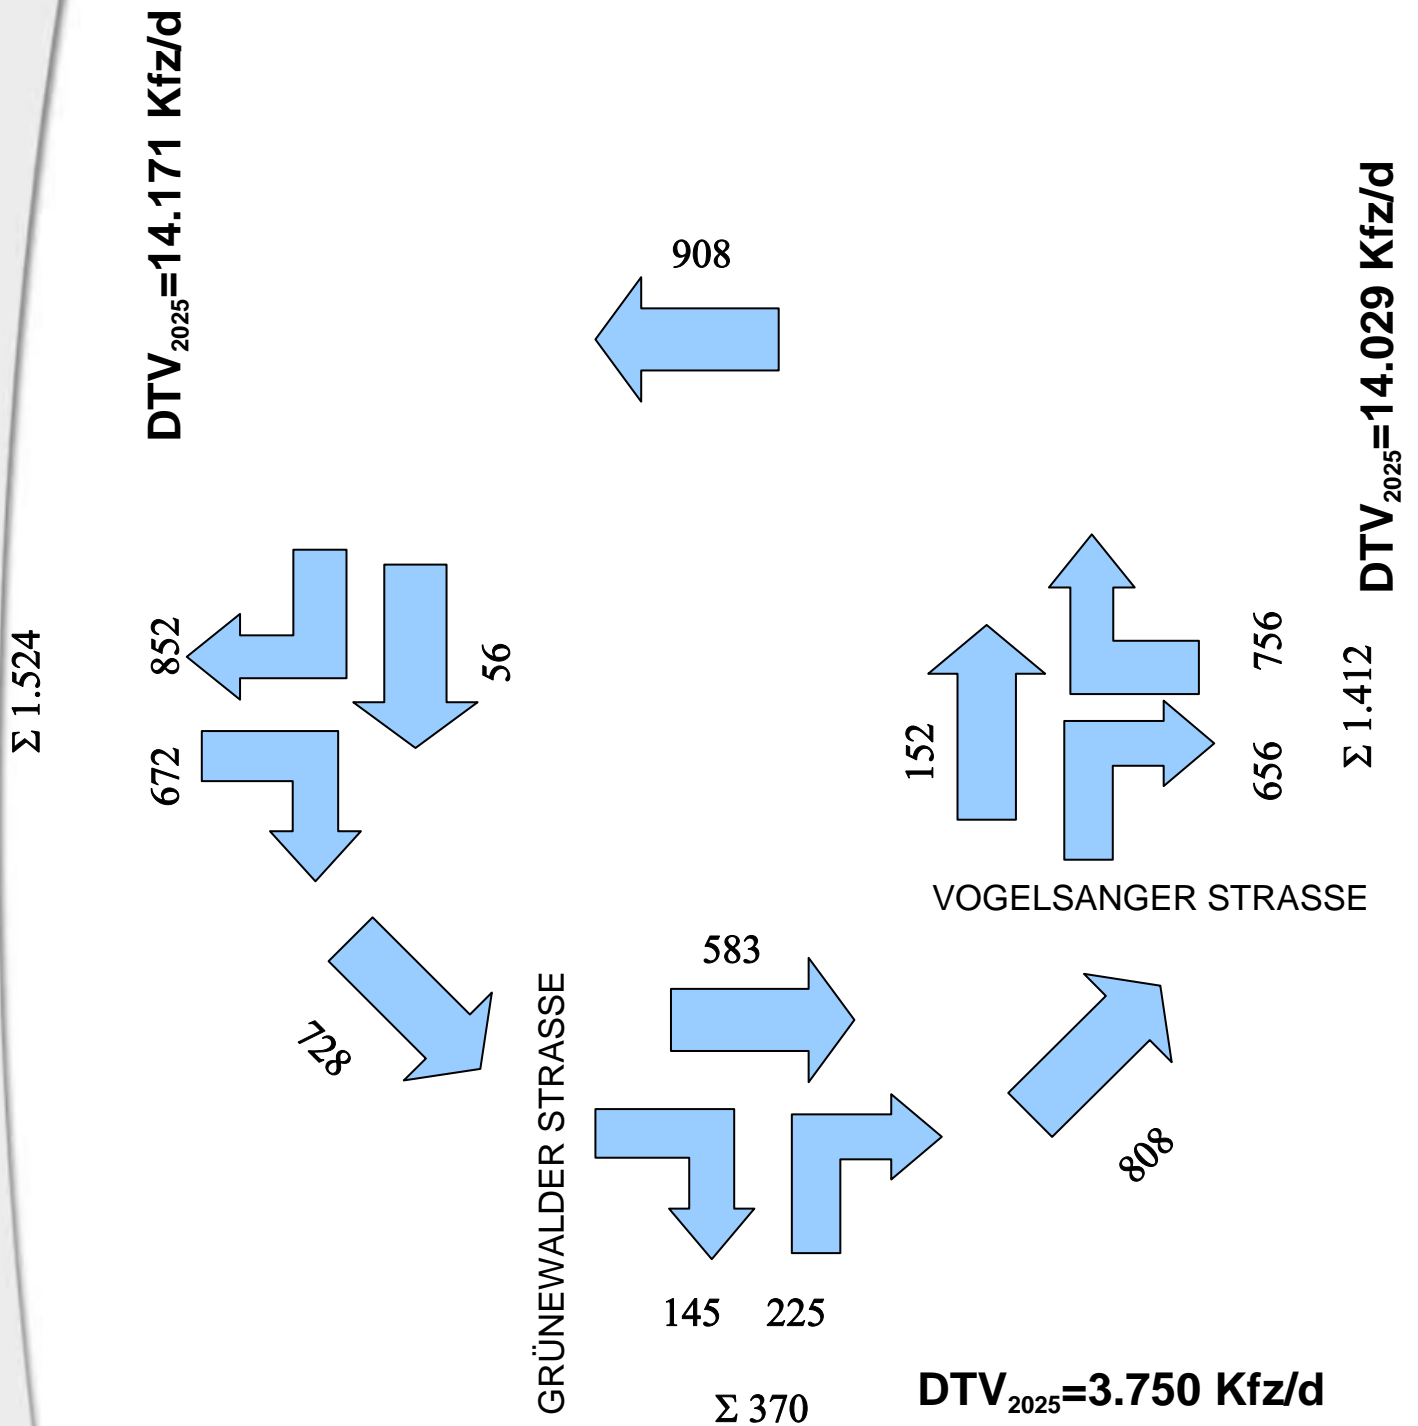 DTV2025=14.171 Kfz/d
908
DTV2025=14.029 Kfz/d
Σ 1.524
852
56
672
152
756
656
Σ 1.412
VOGELSANGER STRASSE
728
GRÜNEWALDER STRASSE
583
808
145 225
Σ 370
DTV2025=3.750 Kfz/d